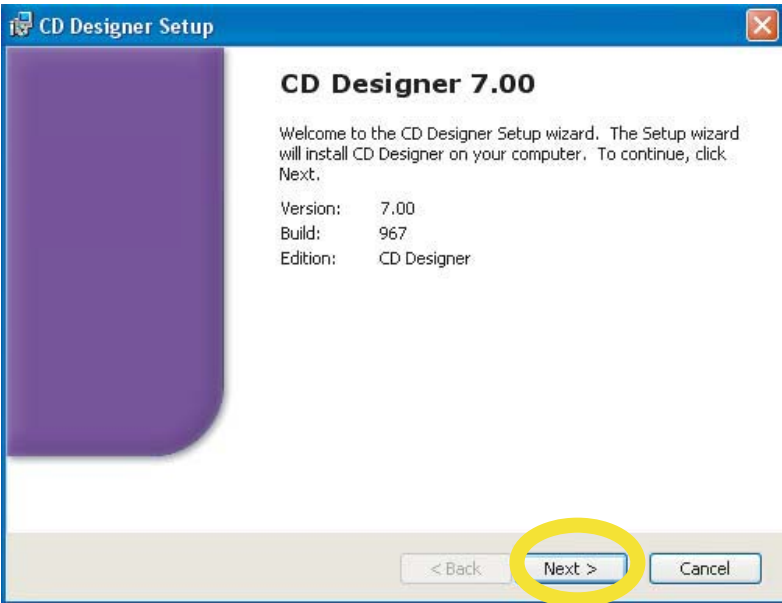 CD Designer Setup
CD Designer 7.00
Welcome to the CD Designer Setup wizard. The Setup wizard
will install CD Designer on your computer. To continue, click
Next.
Version: 7.00
Build: 967
Edition: CD Designer
< Back Next > Cancel